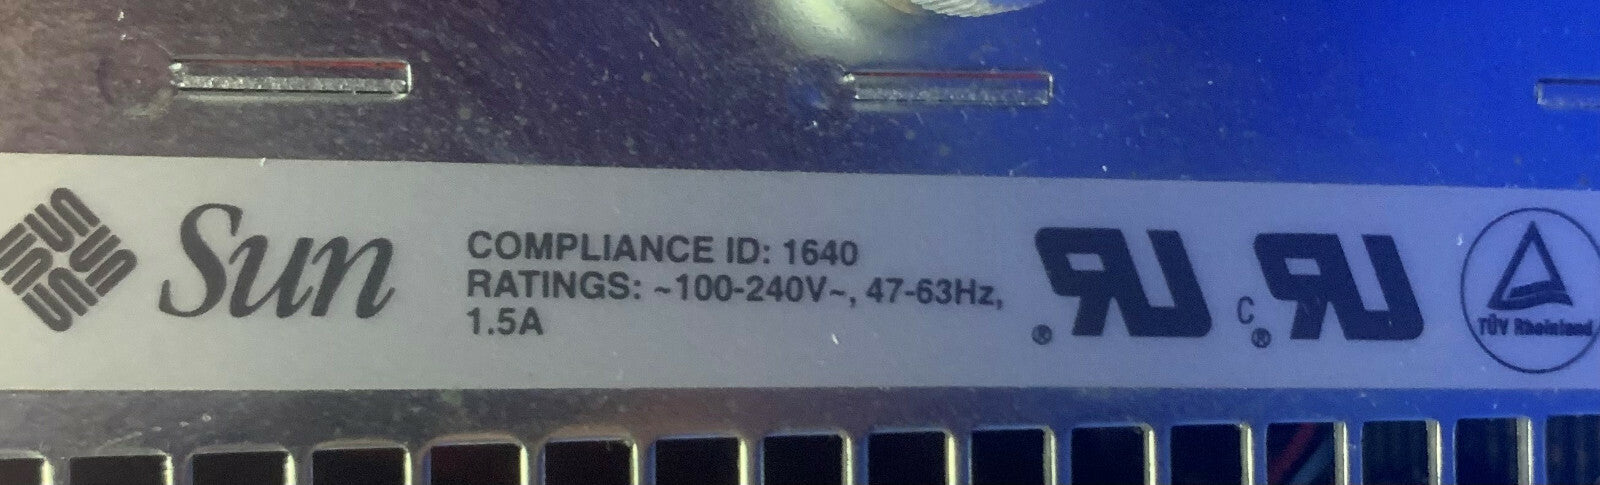 Sun
COMPLIANCE ID: 1640
RATINGS: ~100-240V~, 47-63Hz,
1.5A
®
C
®
TÜV Rheinland